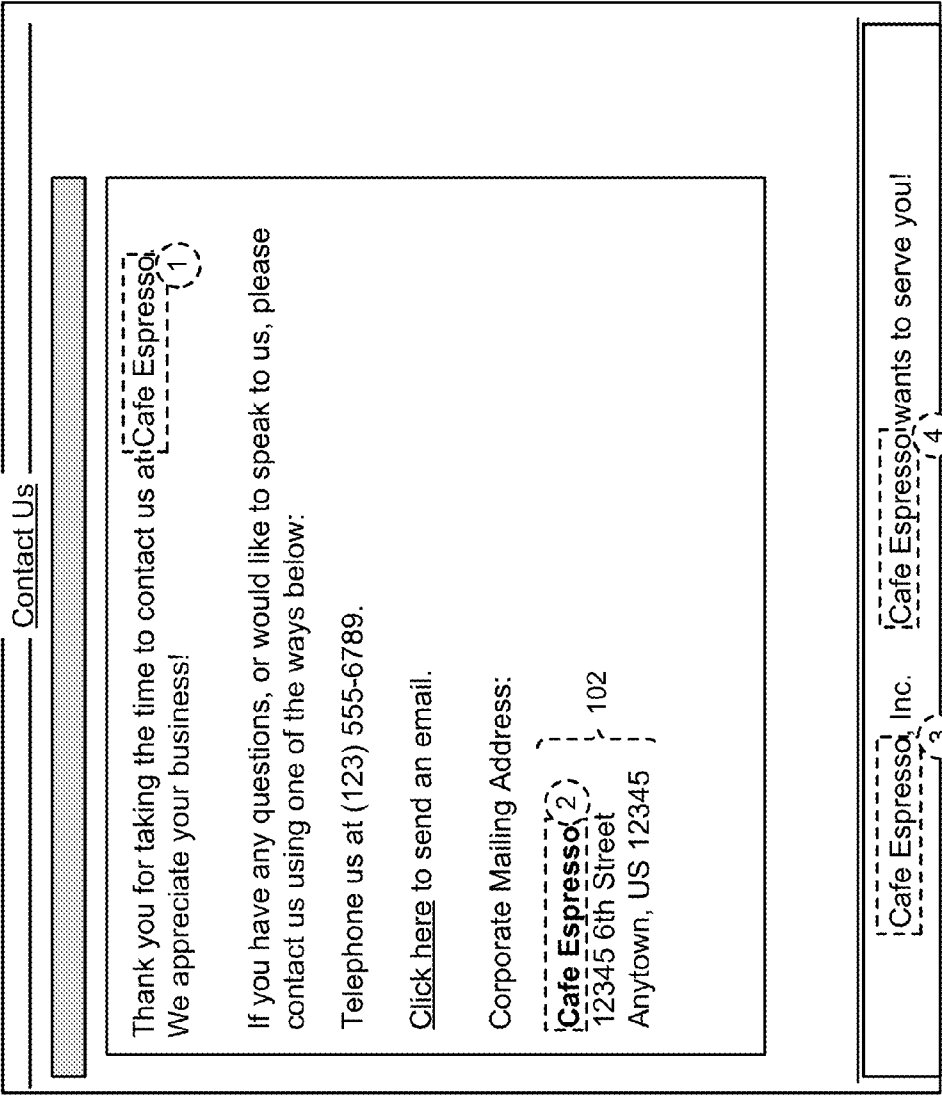 Contact Us
Thank you for taking the time to contact us at Cafe Espresso.
1
We appreciate your business!
If you have any questions, or would like to speak to us, please
contact us using one of the ways below:
Telephone us at (123) 555-6789.
Click here to send an email.
Corporate Mailing Address:
Cafe Espresso 2
12345 6th Street
102
Anytown, US 12345
Cafe Espresso, Inc. Cafe Espresso wants to serve you!
3 4